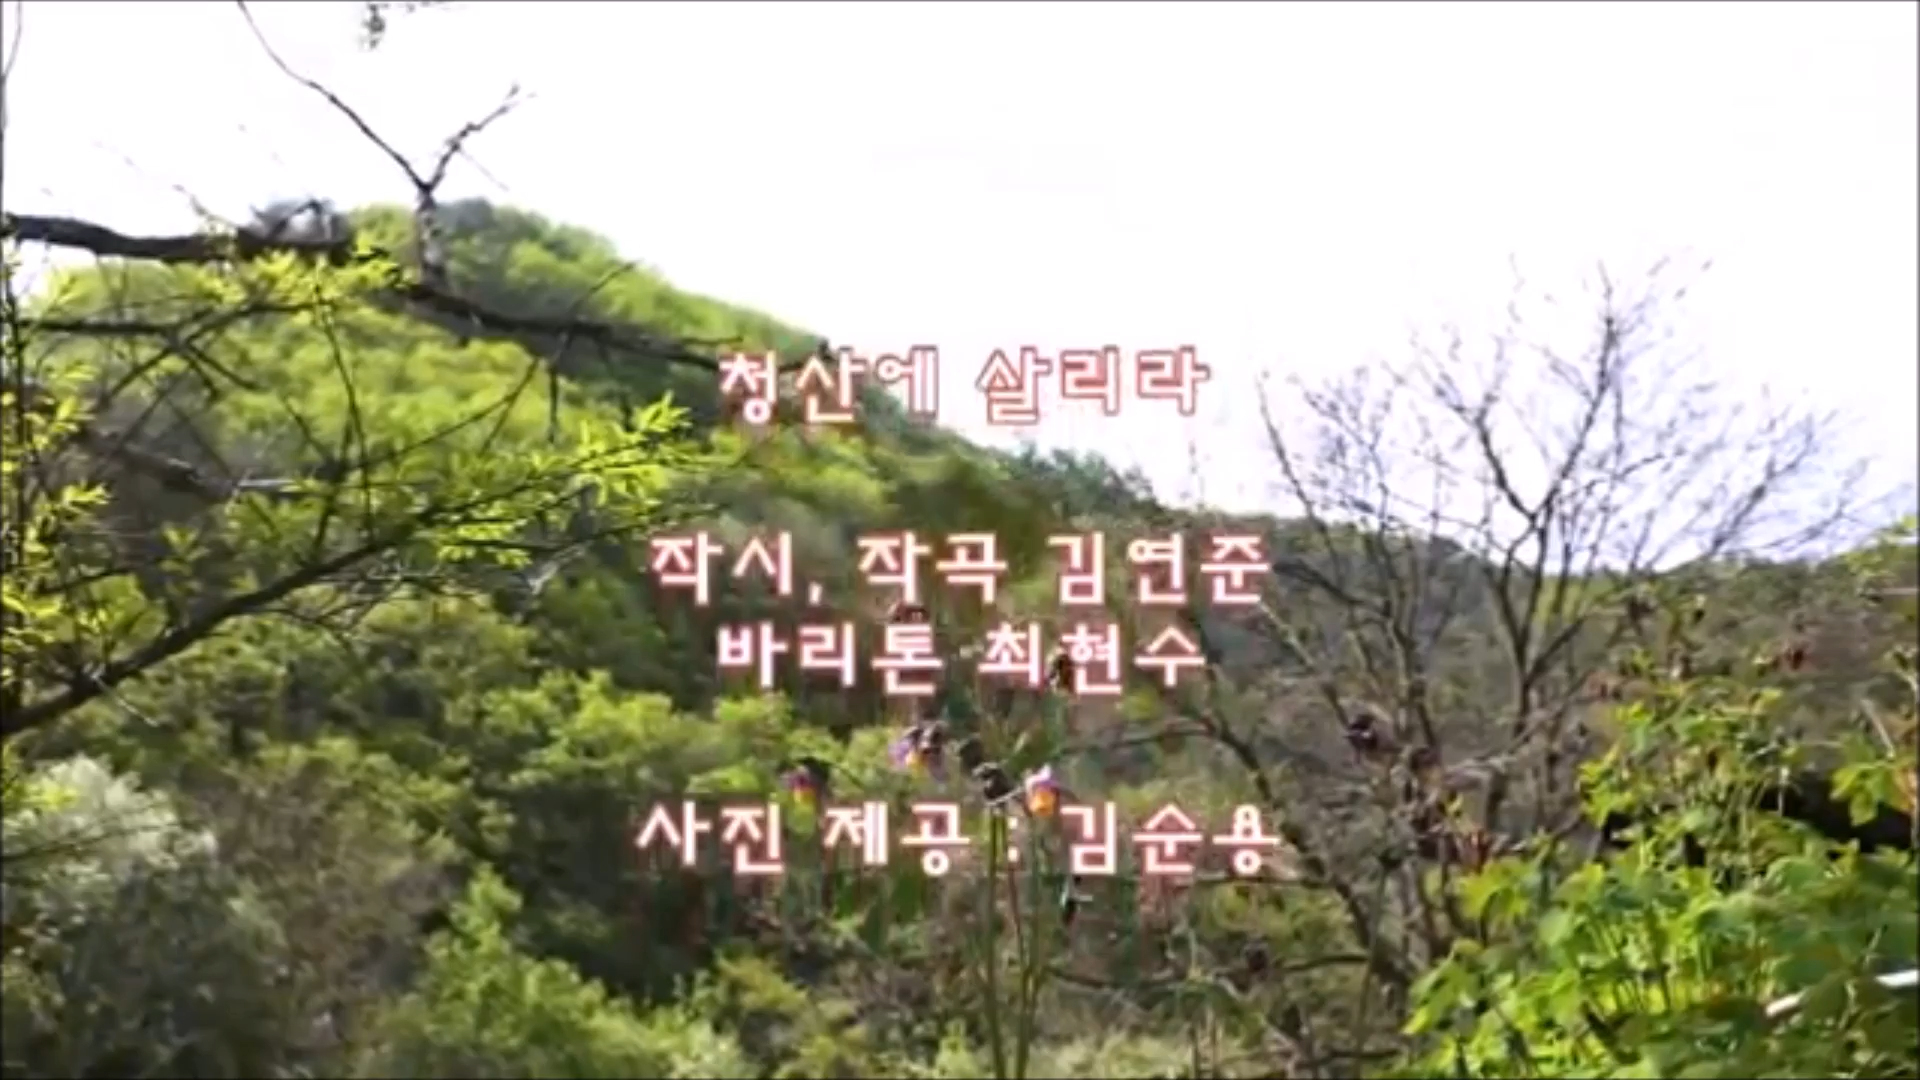 청산에 살리라
작시, 작곡 김연준
바리톤 최현수
사진 제공 : 김순용